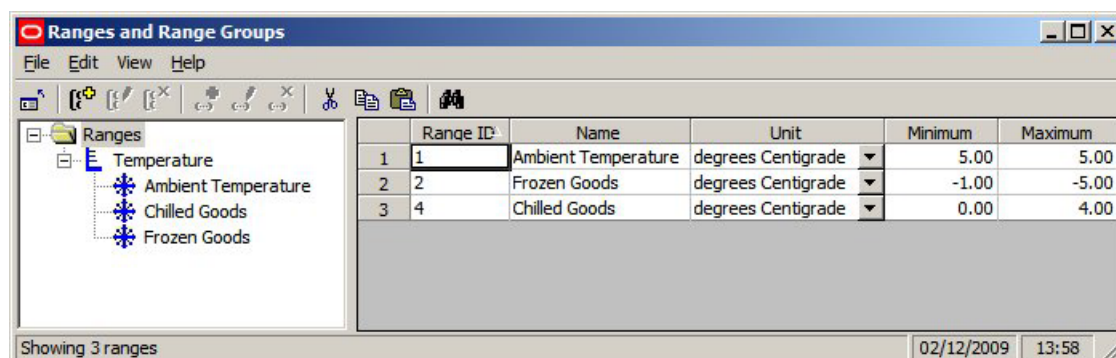 Ranges and Range Groups
File Edit View Help
Ranges
Temperature
Ambient Temperature
Chilled Goods
Frozen Goods
Range ID Name Unit Minimum Maximum
1 1 Ambient Temperature degrees Centigrade 5.00 5.00
2 2 Frozen Goods degrees Centigrade -1.00 -5.00
3 4 Chilled Goods degrees Centigrade 0.00 4.00
Showing 3 ranges 02/12/2009 13:58